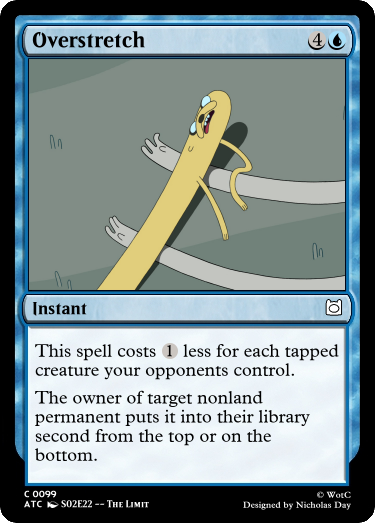 Overstretch 4
Instant
This spell costs 1 less for each tapped
creature your opponents control.
The owner of target nonland
permanent puts it into their library
second from the top or on the
bottom.
C 0099
ATC S02E22 -- The Limit
© WotC
Designed by Nicholas Day